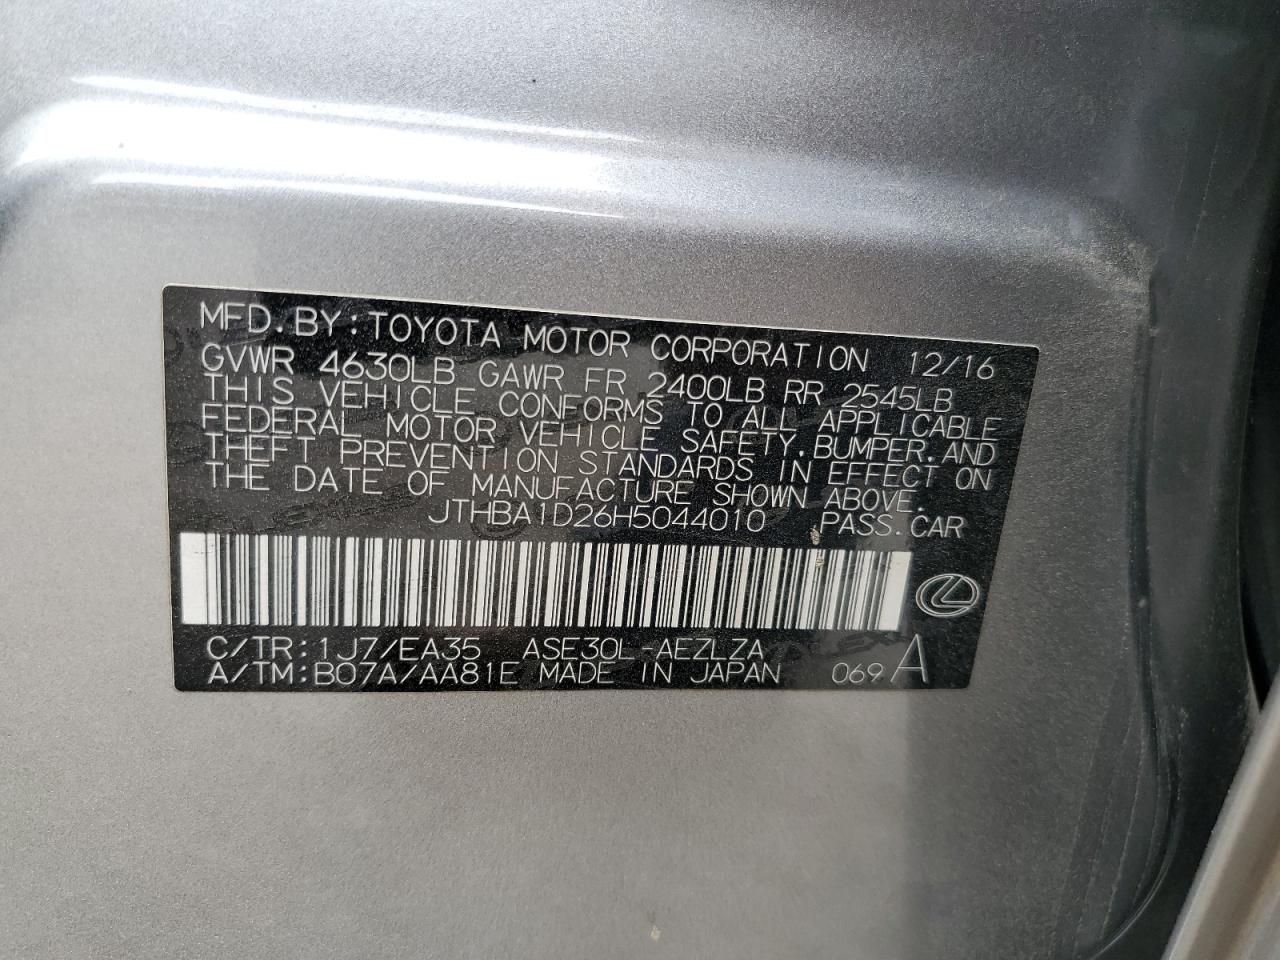 MFD.BY:TOYOTA MOTOR CORPORATION 12/16
GVWR 4630LB GAWR FR 2400LB RR 2545LB
THIS VEHICLE CONFORMS TO ALL APPLICABLE
FEDERAL MOTOR VEHICLE SAFETY,BUMPER,AND
THEFT PREVENTION STANDARDS IN EFFECT ON
THE DATE OF MANUFACTURE SHOWN ABOVE.
JTHBA1D26H5044010 PASS.CAR
C/TR:1J7/EA35 ASE30L-AEZLZA
A/TM:B07A/AA81E MADE IN JAPAN 069 A